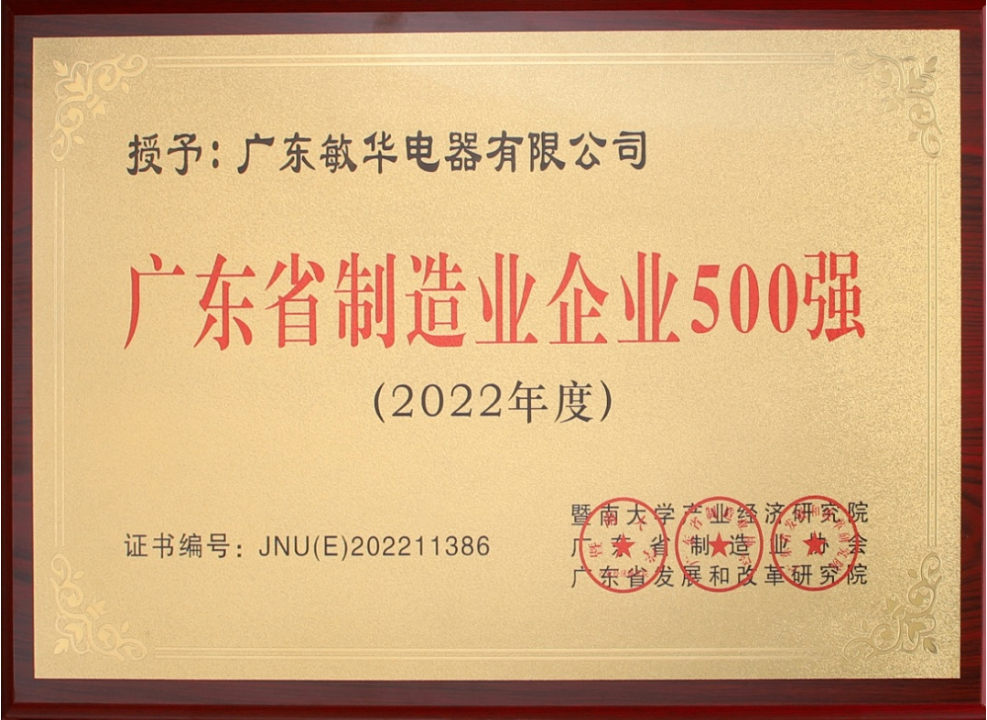 授予：广东敏华电器有限公司
广东省制造业企业500强
(2022年度)
证书编号：JNU(E)202211386
暨南大学产业经济研究院
广东省制造业协会
广东省发展和改革研究院